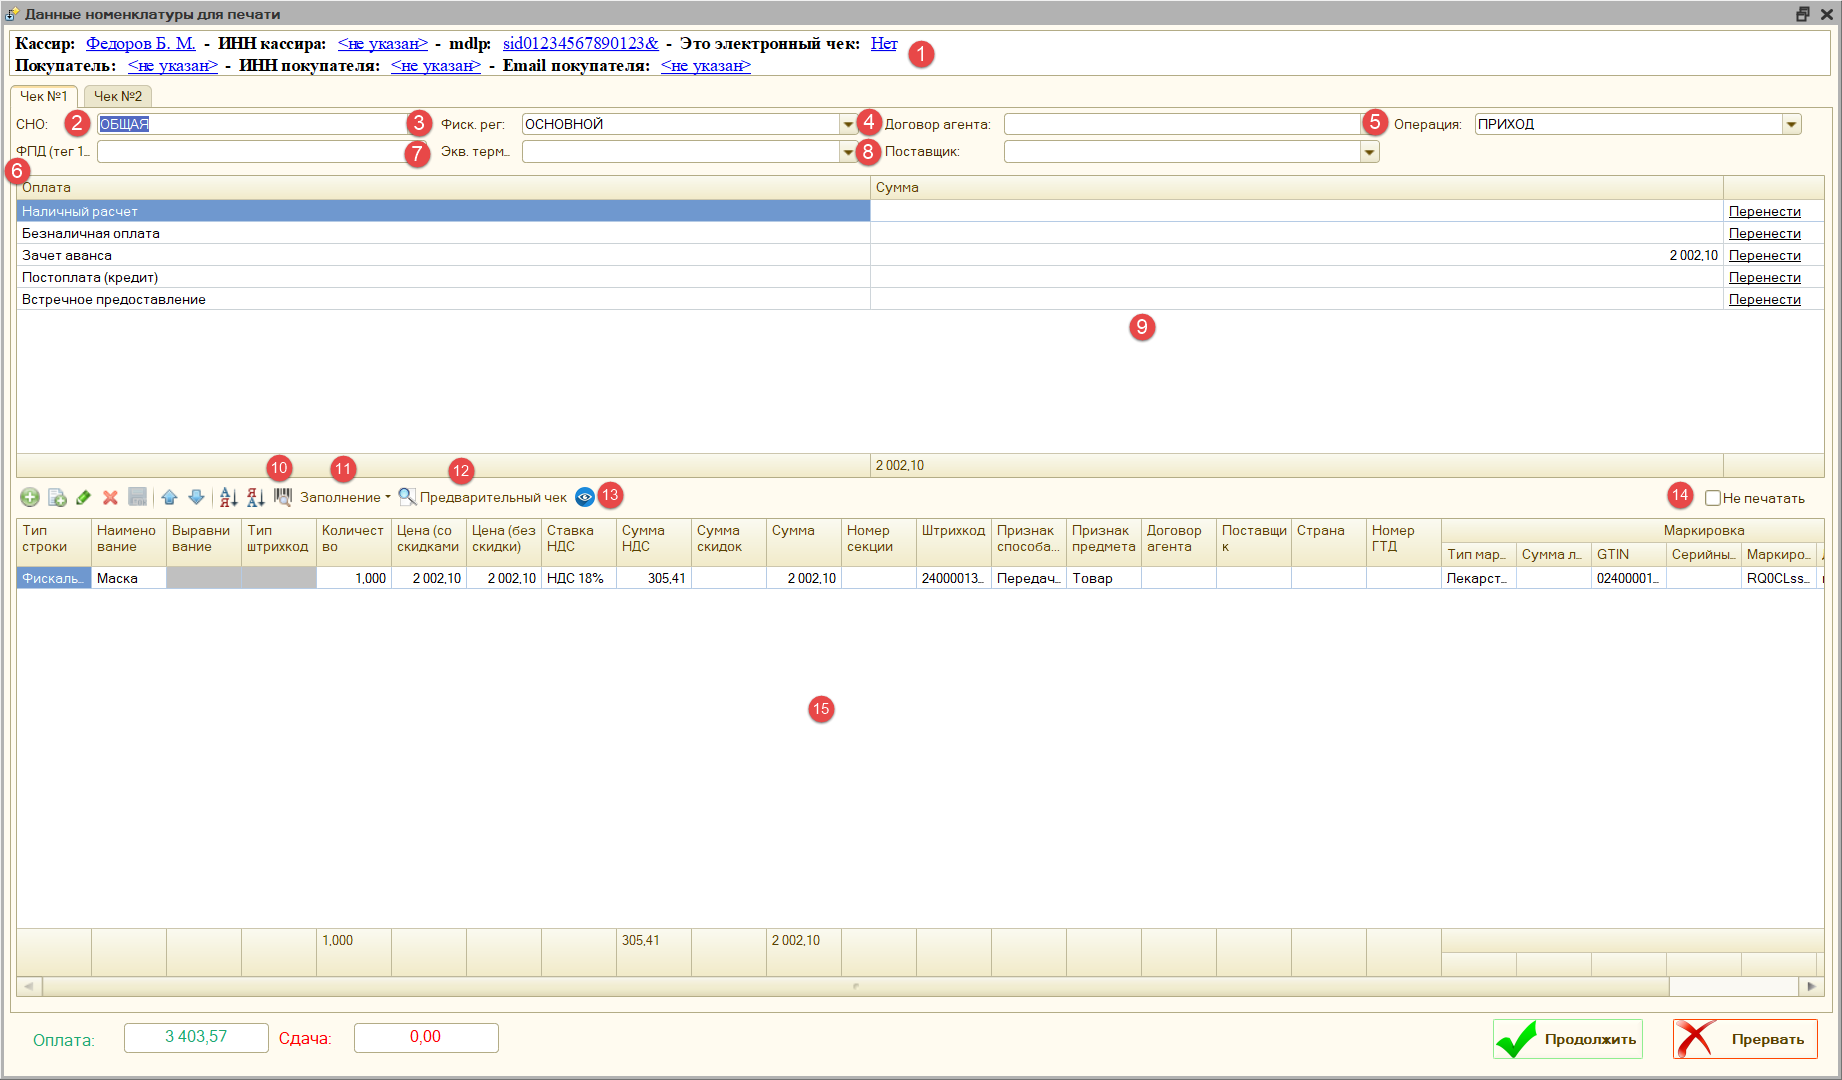 Данные номенклатуры для печати
Кассир: Федоров Б. М. - ИНН кассира: <не указан> - mdlp: sid01234567890123& - Это электронный чек: Нет
1
Покупатель: <не указан> - ИНН покупателя: <не указан> - Email покупателя: <не указан>
Чек №1 Чек №2
СНО: 2 ОБЩАЯ 3 Фиск. рег: ОСНОВНОЙ 4 Договор агента: 5 Операция: ПРИХОД
ФПД (тег 1... 7 Экв. терм... 8 Поставщик:
6
Оплата Сумма
Наличный расчет Перенести
Безналичная оплата Перенести
Зачет аванса 2 002,10 Перенести
Постоплата (кредит) Перенести
Встречное предоставление Перенести
9
2 002,10
10 11 12
Заполнение Предварительный чек 13 14 Не печатать
Тип строки Наименование Выравнивание Тип штрихкод Количество Цена (со скидками Цена (без скидки) Ставка НДС Сумма НДС Сумма скидок Сумма Номер секции Штрихкод Признак способа... Признак предмета Договор агента Поставщик Страна Номер ГТД Маркировка
Тип мар... Сумма л... GTIN Серийны... Маркиро...
Фискаль... Маска 1,000 2 002,10 2 002,10 НДС 18% 305,41 2 002,10 24000013... Передач... Товар Лекарст... 02400001... RQ0CLss...
15
1,000 305,41 2 002,10
Оплата: 3 403,57 Сдача: 0,00 Продолжить Прервать